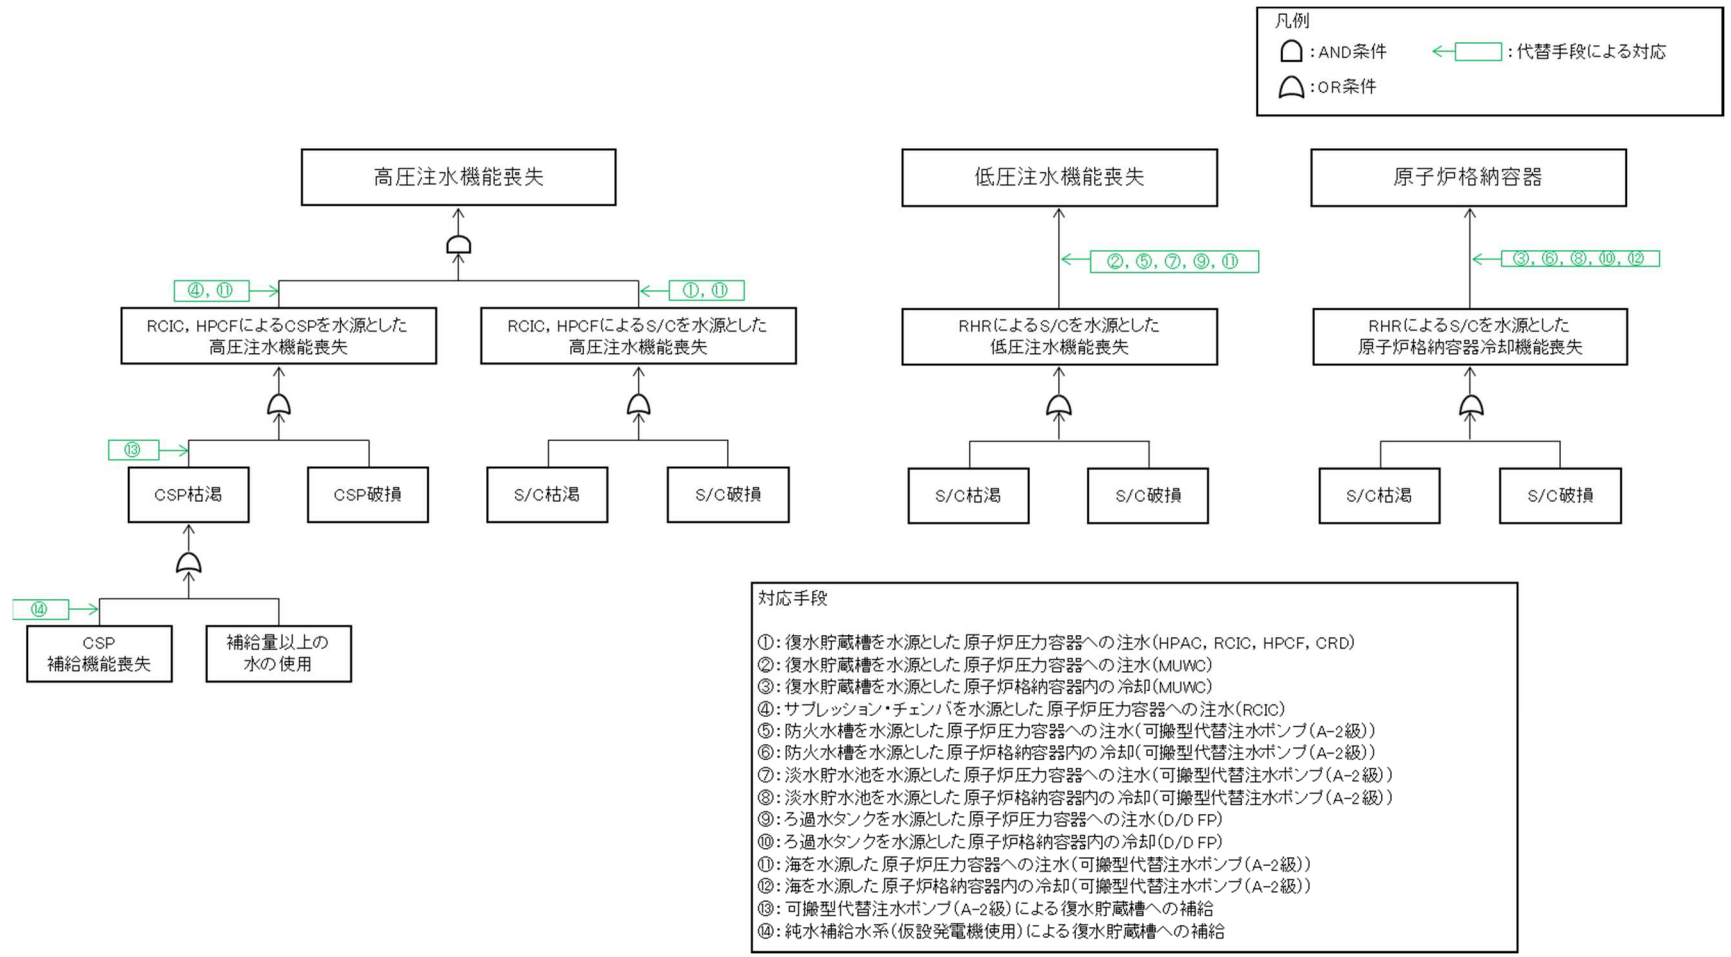 凡例
:AND条件
:代替手段による対応
:OR条件
高圧注水機能喪失
低圧注水機能喪失
原子炉格納容器
②, ⑤, ⑦, ⑨, ⑪
③, ⑥, ⑧, ⑩, ⑫
④, ⑪
①, ⑪
RCIC, HPCFによるCSPを水源とした
高圧注水機能喪失
RCIC, HPCFによるS/Cを水源とした
高圧注水機能喪失
RHRによるS/Cを水源とした
低圧注水機能喪失
RHRによるS/Cを水源とした
原子炉格納容器冷却機能喪失
⑬
CSP枯渇
CSP破損
S/C枯渇
S/C破損
S/C枯渇
S/C破損
S/C枯渇
S/C破損
⑭
CSP
補給機能喪失
補給量以上の
水の使用
対応手段
①:復水貯蔵槽を水源とした原子炉圧力容器への注水(HPAC, RCIC, HPCF, CRD)
②:復水貯蔵槽を水源とした原子炉圧力容器への注水(MUWC)
③:復水貯蔵槽を水源とした原子炉格納容器内の冷却(MUWC)
④:サプレッション・チェンバを水源とした原子炉圧力容器への注水(RCIC)
⑤:防火水槽を水源とした原子炉圧力容器への注水(可搬型代替注水ポンプ(A-2級))
⑥:防火水槽を水源とした原子炉格納容器内の冷却(可搬型代替注水ポンプ(A-2級))
⑦:淡水貯水池を水源とした原子炉圧力容器への注水(可搬型代替注水ポンプ(A-2級))
⑧:淡水貯水池を水源とした原子炉格納容器内の冷却(可搬型代替注水ポンプ(A-2級))
⑨:ろ過水タンクを水源とした原子炉圧力容器への注水(D/D FP)
⑩:ろ過水タンクを水源とした原子炉格納容器内の冷却(D/D FP)
⑪:海を水源した原子炉圧力容器への注水(可搬型代替注水ポンプ(A-2級))
⑫:海を水源した原子炉格納容器内の冷却(可搬型代替注水ポンプ(A-2級))
⑬:可搬型代替注水ポンプ(A-2級)による復水貯蔵槽への補給
⑭:純水補給水系(仮設発電機使用)による復水貯蔵槽への補給